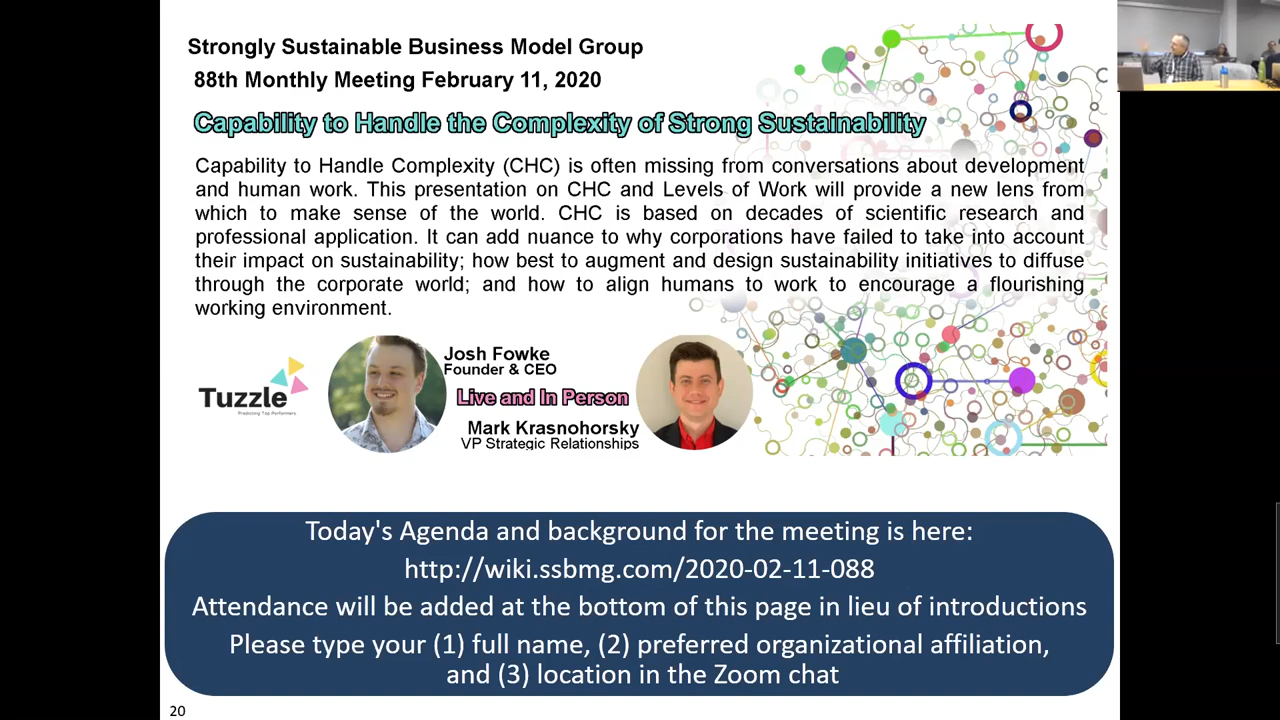 Strongly Sustainable Business Model Group
88th Monthly Meeting February 11, 2020
Capability to Handle the Complexity of Strong Sustainability
Capability to Handle Complexity (CHC) is often missing from conversations about development
and human work. This presentation on CHC and Levels of Work will provide a new lens from
which to make sense of the world. CHC is based on decades of scientific research and
professional application. It can add nuance to why corporations have failed to take into account
their impact on sustainability; how best to augment and design sustainability initiatives to diffuse
through the corporate world; and how to align humans to work to encourage a flourishing
working environment.
Tuzzle
Predicting Top Performers
Josh Fowke
Founder & CEO
Live and In Person
Mark Krasnohorsky
VP Strategic Relationships
Today's Agenda and background for the meeting is here:
http://wiki.ssbmg.com/2020-02-11-088
Attendance will be added at the bottom of this page in lieu of introductions
Please type your (1) full name, (2) preferred organizational affiliation,
and (3) location in the Zoom chat
20